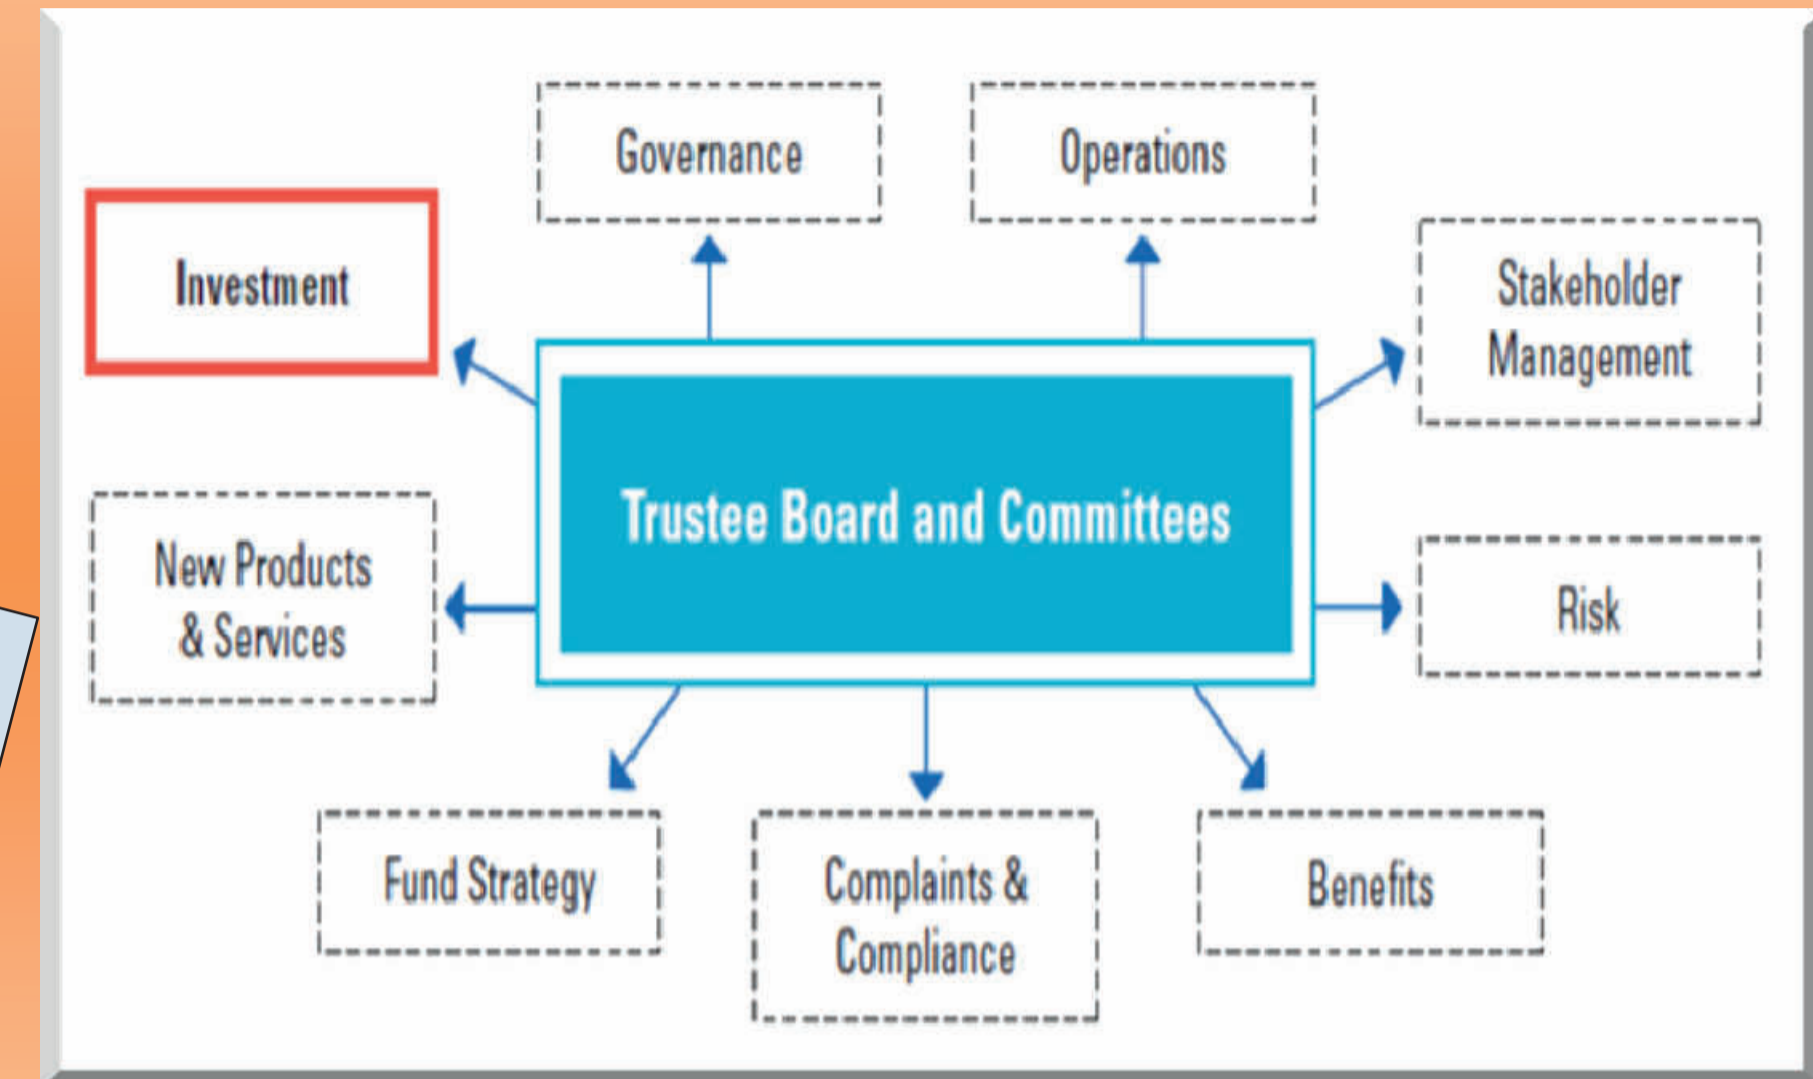 Governance
Operations
Investment
Stakeholder
Management
Trustee Board and Committees
New Products
& Services
Risk
Fund Strategy
Complaints &
Compliance
Benefits